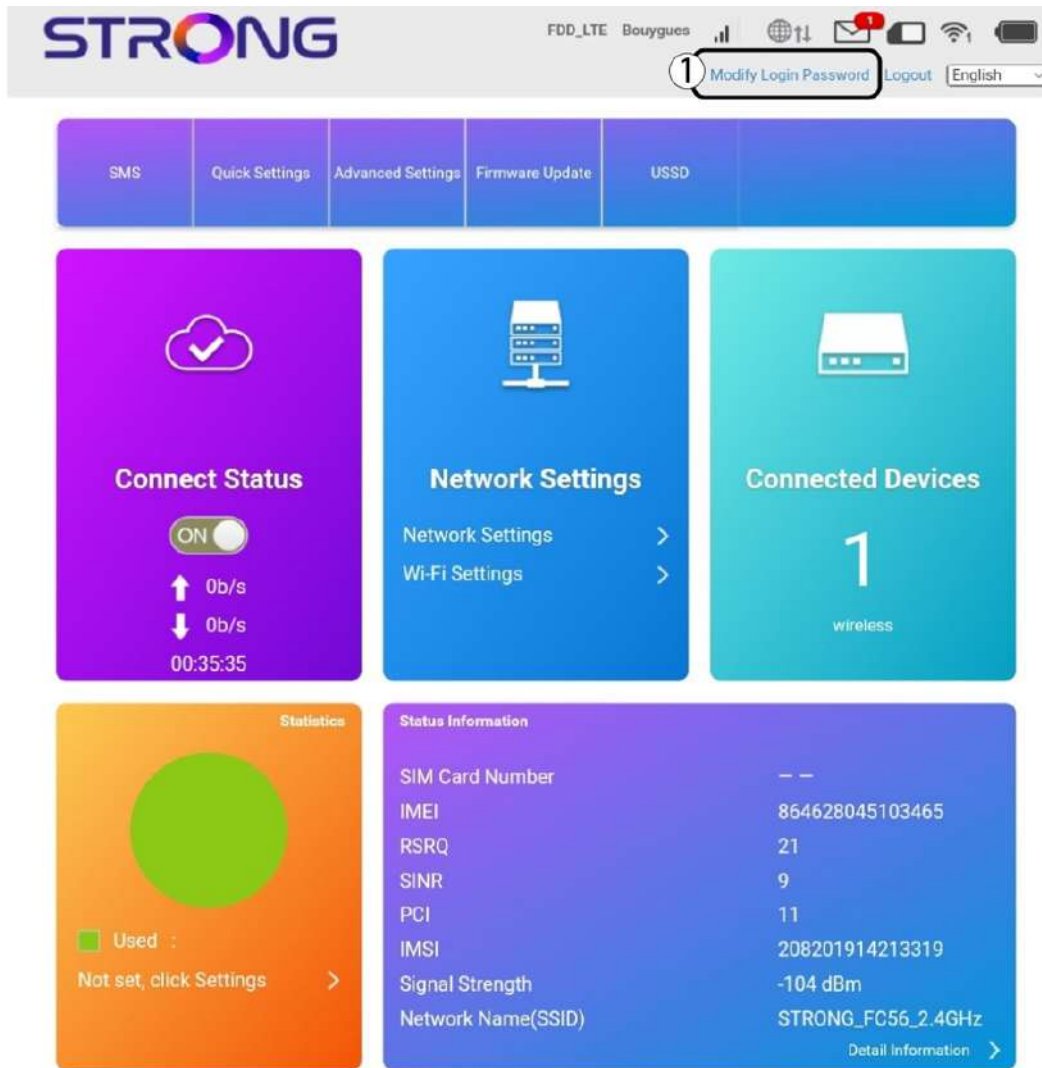 STRONG
FDD_LTE Bouygues 1
1 Modify Login Password Logout English
SMS Quick Settings Advanced Settings Firmware Update USSD
Connect Status
ON
0b/s
0b/s
00:35:35
Network Settings
Network Settings
Wi-Fi Settings
Connected Devices
1
wireless
Statistics
Used :
Not set, click Settings
Status Information
SIM Card Number — —
IMEI 864628045103465
RSRQ 21
SINR 9
PCI 11
IMSI 208201914213319
Signal Strength -104 dBm
Network Name(SSID) STRONG_FC56_2.4GHz
Detail Information